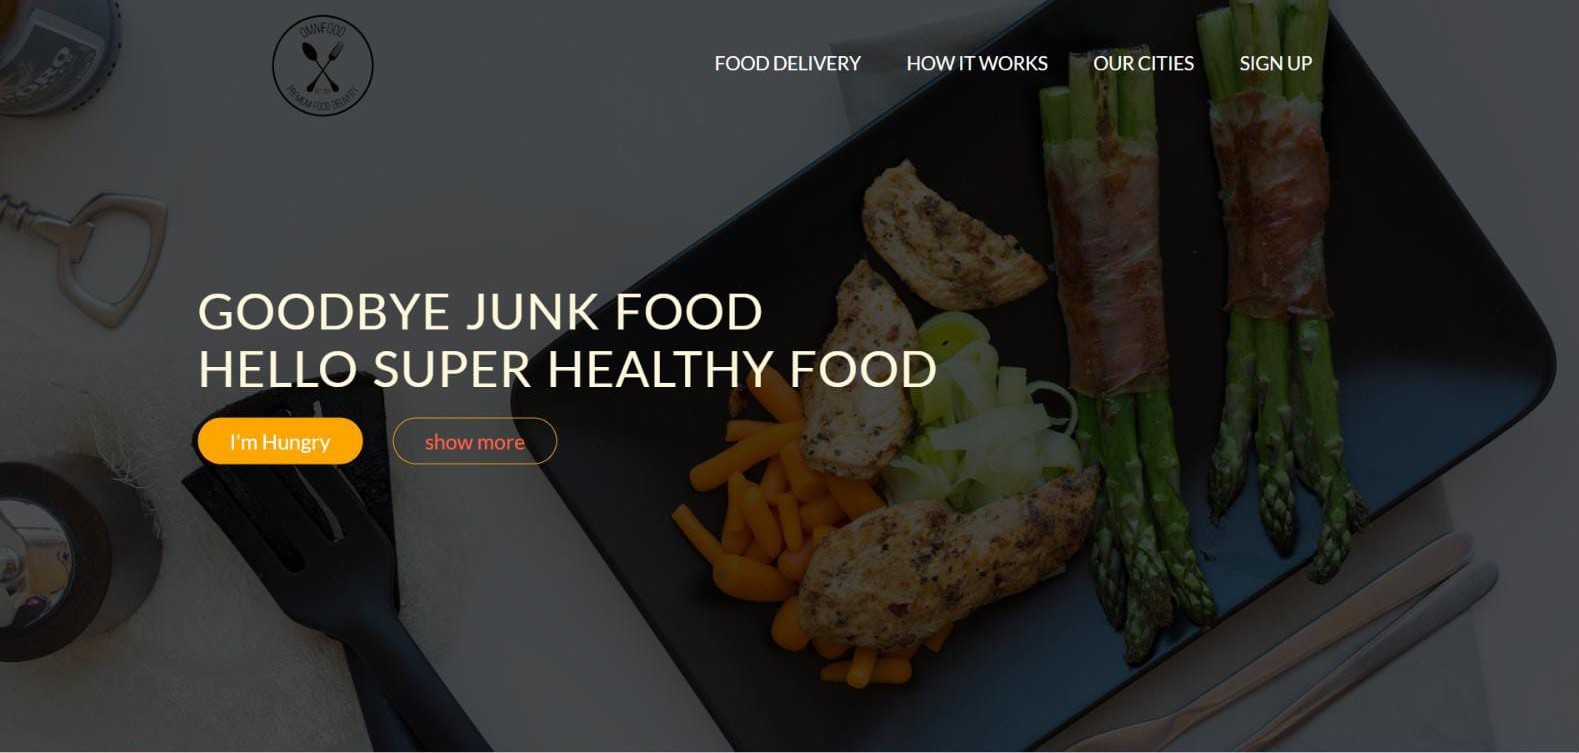 OMNIFOOD
PREMIUM FOOD DELIVERY
FOOD DELIVERY
HOW IT WORKS
OUR CITIES
SIGN UP
GOODBYE JUNK FOOD
HELLO SUPER HEALTHY FOOD
I'm Hungry
show more